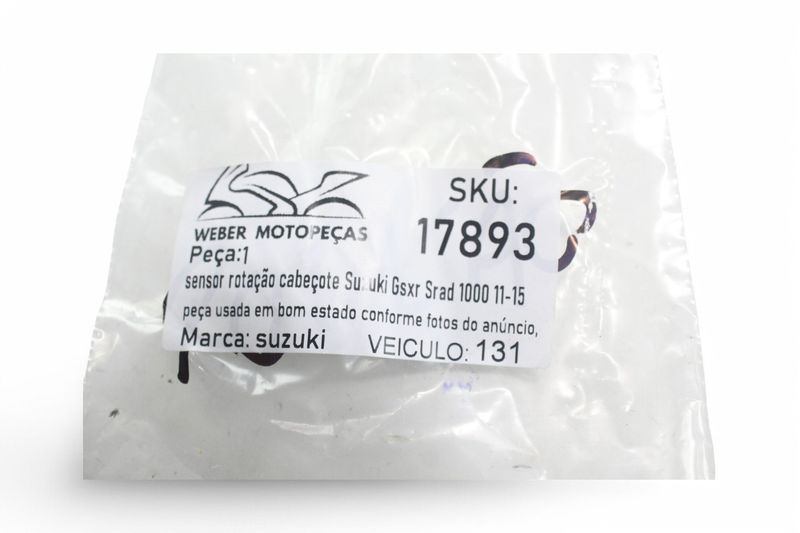 WEBER MOTOPEÇAS
SKU:
17893
Peça:1
sensor rotação cabeçote Suzuki Gsxr Srad 1000 11-15
peça usada em bom estado conforme fotos do anúncio,
Marca: suzuki VEICULO: 131